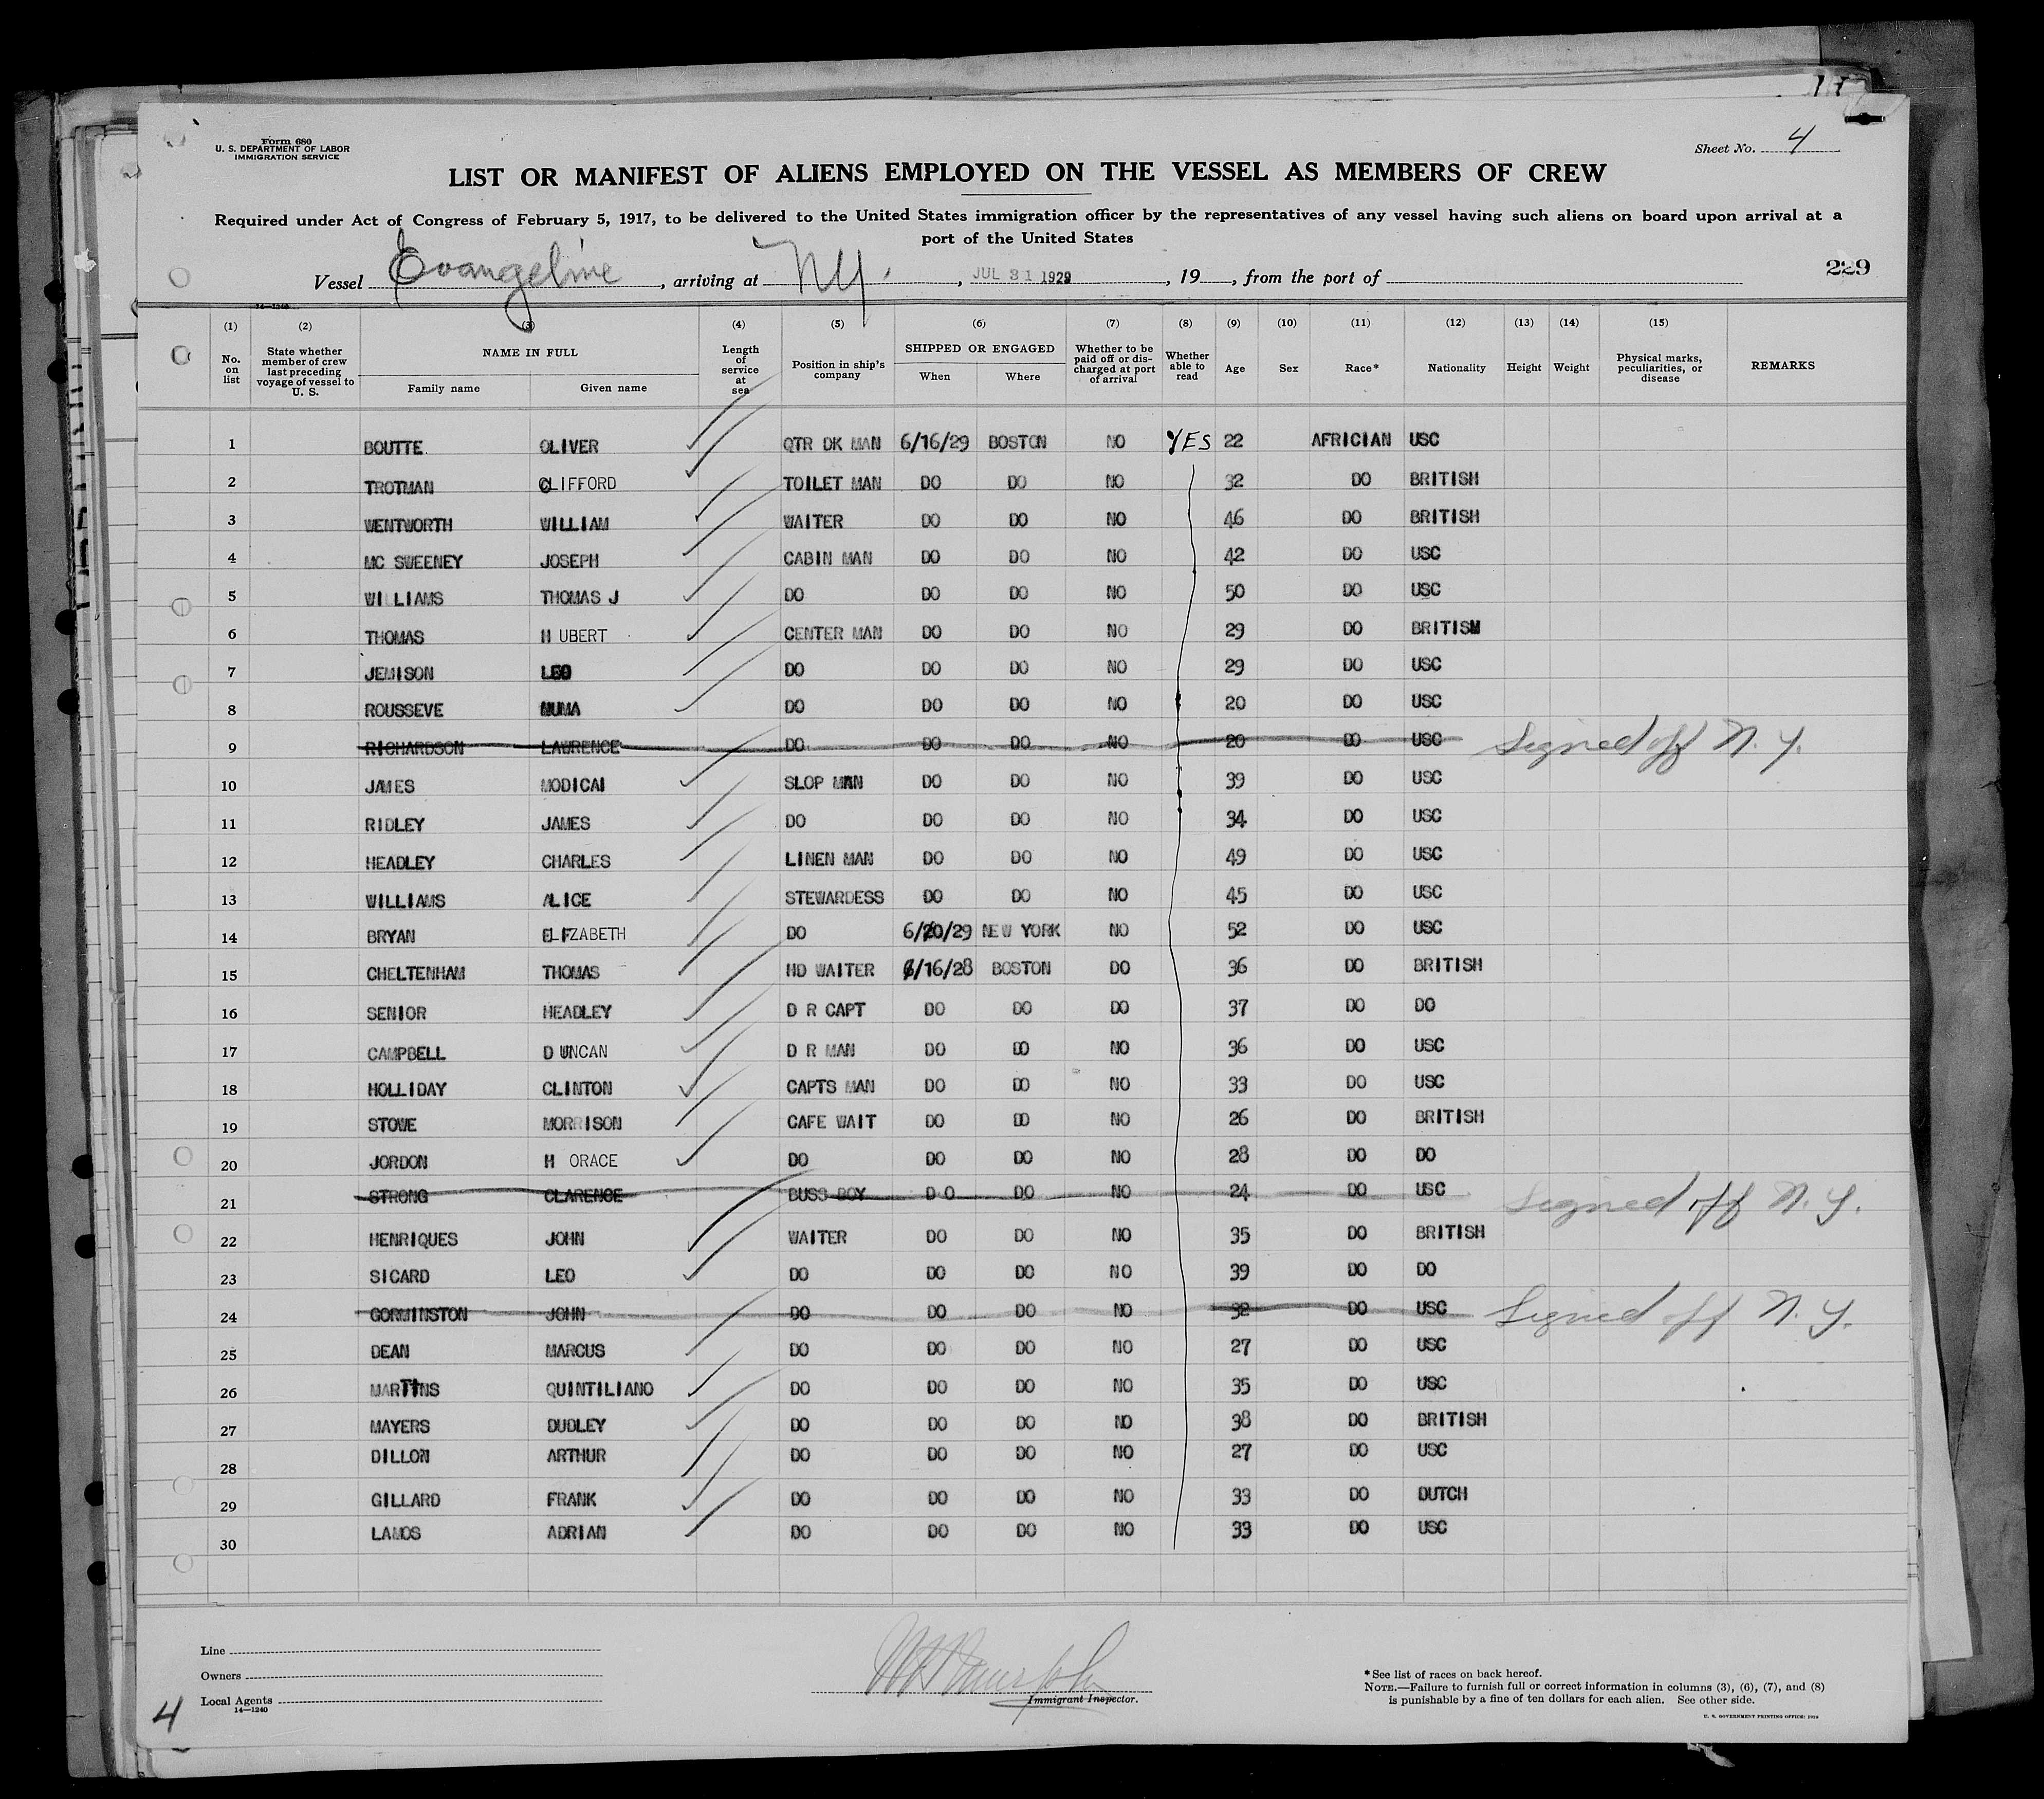 Form 680
U. S. DEPARTMENT OF LABOR
IMMIGRATION SERVICE
Sheet No. 4
LIST OR MANIFEST OF ALIENS EMPLOYED ON THE VESSEL AS MEMBERS OF CREW
Required under Act of Congress of February 5, 1917, to be delivered to the United States immigration officer by the representatives of any vessel having such aliens on board upon arrival at a
port of the United States
Vessel Evangeline, arriving at NY., JUL 31 1929, 19, from the port of
229
14—1240
(1) (2) (3) (4) (5) (6) (7) (8) (9) (10) (11) (12) (13) (14) (15)
No. on list State whether member of crew last preceding voyage of vessel to U. S. NAME IN FULL Family name Given name Length of service at sea Position in ship's company SHIPPED OR ENGAGED When Where Whether to be paid off or discharged at port of arrival Whether able to read Age Sex Race* Nationality Height Weight Physical marks, peculiarities, or disease REMARKS
1 BOUTTE OLIVER QTR DK MAN 6/16/29 BOSTON NO YES 22 AFRICIAN USC
2 TROTMAN CLIFFORD TOILET MAN DO DO NO 32 DO BRITISH
3 WENTWORTH WILLIAM WAITER DO DO NO 46 DO BRITISH
4 MC SWEENEY JOSEPH CABIN MAN DO DO NO 42 DO USC
5 WILLIAMS THOMAS J DO DO DO NO 50 DO USC
6 THOMAS H UBERT CENTER MAN DO DO NO 29 DO BRITISH
7 JEMISON LEO DO DO DO NO 29 DO USC
8 ROUSSEVE NUMA DO DO DO NO 20 DO USC
9 RICHARDSON LAWRENCE DO DO DO NO 20 DO USC Signed off N. Y.
10 JAMES MODICAI SLOP MAN DO DO NO 39 DO USC
11 RIDLEY JAMES DO DO DO NO 34 DO USC
12 HEADLEY CHARLES LINEN MAN DO DO NO 49 DO USC
13 WILLIAMS ALICE STEWARDESS DO DO NO 45 DO USC
14 BRYAN ELIZABETH DO 6/20/29 NEW YORK NO 52 DO USC
15 CHELTENHAM THOMAS HD WAITER 6/16/28 BOSTON DO 36 DO BRITISH
16 SENIOR HEADLEY D R CAPT DO DO DO 37 DO DO
17 CAMPBELL D UNCAN D R MAN DO DO NO 36 DO USC
18 HOLLIDAY CLINTON CAPTS MAN DO DO NO 33 DO USC
19 STOWE MORRISON CAFE WAIT DO DO NO 26 DO BRITISH
20 JORDON H ORACE DO DO DO NO 28 DO DO
21 STRONG CLARENCE BUSS BOY D O DO NO 24 DO USC Signed off N. Y.
22 HENRIQUES JOHN WAITER DO DO NO 35 DO BRITISH
23 SICARD LEO DO DO DO NO 39 DO DO
24 GORMINSTON JOHN DO DO DO NO 32 DO USC Signed off N. Y.
25 DEAN MARCUS DO DO DO NO 27 DO USC
26 MARTINS QUINTILIANO DO DO DO NO 35 DO USC
27 MAYERS DUDLEY DO DO DO NO 38 DO BRITISH
28 DILLON ARTHUR DO DO DO NO 27 DO USC
29 GILLARD FRANK DO DO DO NO 33 DO DUTCH
30 LAMOS ADRIAN DO DO DO NO 33 DO USC
Line
Owners
Local Agents
14—1240
4
Immigrant Inspector.
*See list of races on back hereof.
NOTE.—Failure to furnish full or correct information in columns (3), (6), (7), and (8)
is punishable by a fine of ten dollars for each alien. See other side.